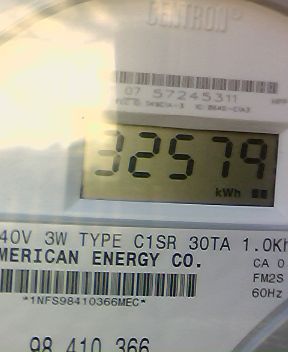 CENTRON®
07 57245311
32579
kWh
40V 3W TYPE C1SR 30TA 1.0Kh
MERICAN ENERGY CO.
CA 0
FM2S
60Hz
*1NFS98410366MEC*
98 410 366